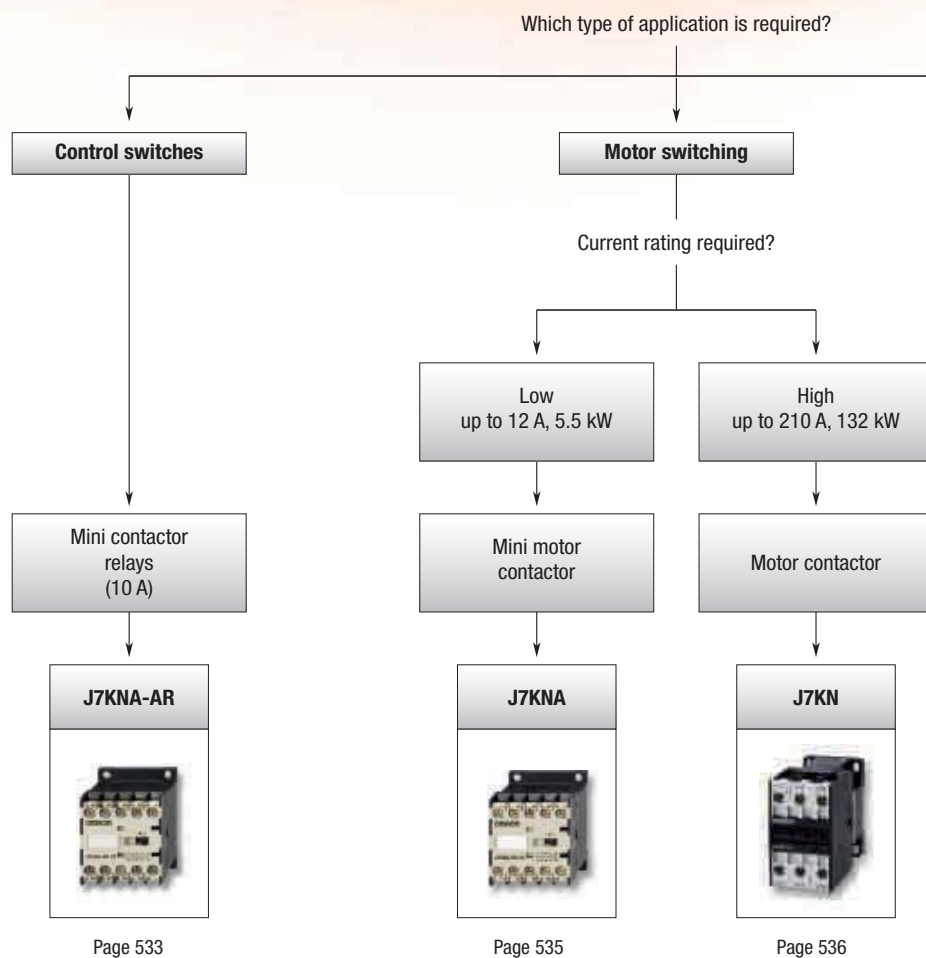 Which type of application is required?
Control switches
Motor switching
Current rating required?
Low
up to 12 A, 5.5 kW
High
up to 210 A, 132 kW
Mini contactor
relays
(10 A)
Mini motor
contactor
Motor contactor
J7KNA-AR
J7KNA
J7KN
Page 533
Page 535
Page 536